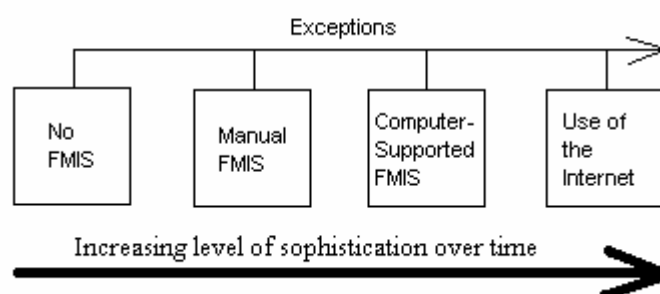 Exceptions
No
FMIS
Manual
FMIS
Computer-
Supported
FMIS
Use of
the
Internet
Increasing level of sophistication over time